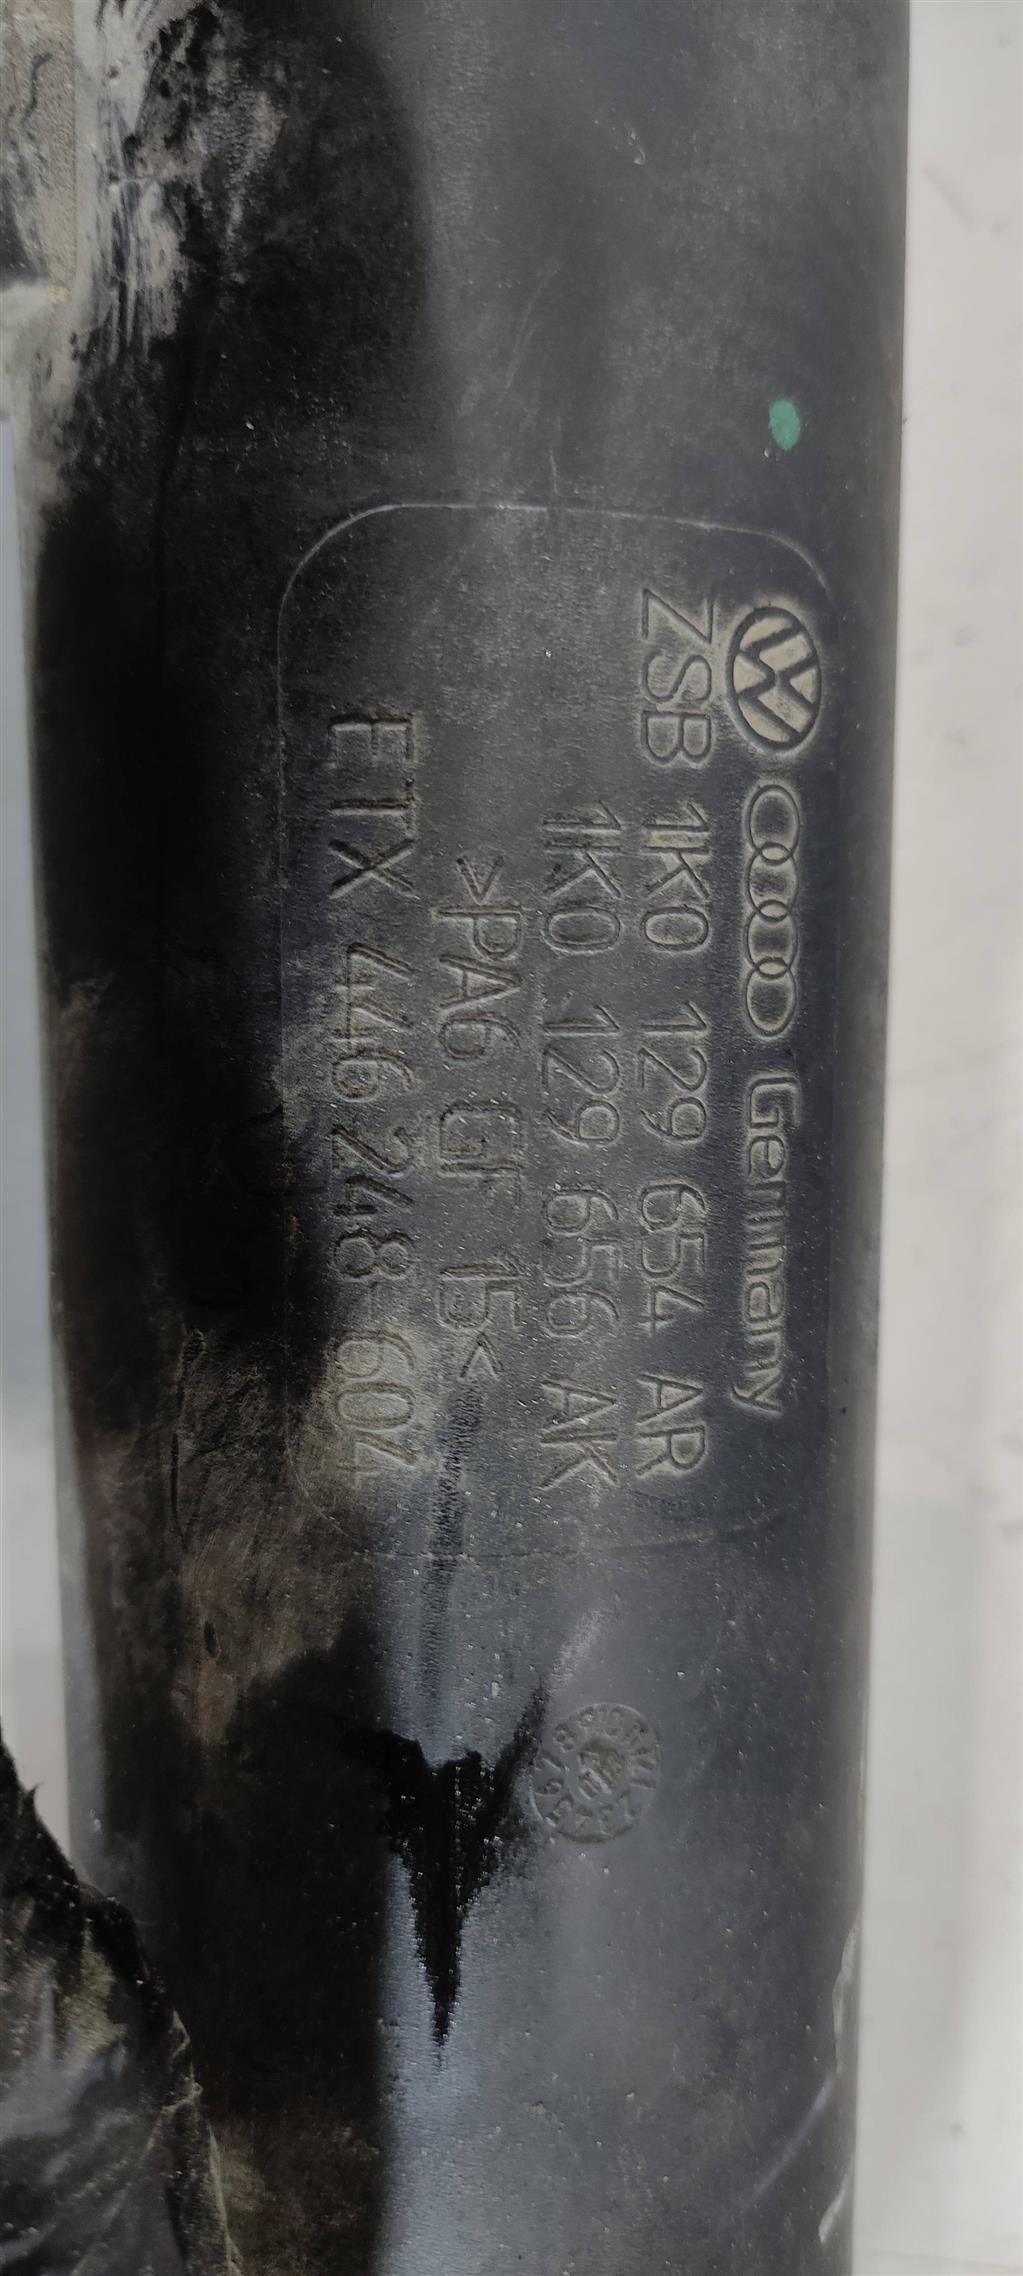 Germany
ZSB 1K0 129 654 AR
1K0 129 656 AK
>PA6 GF 15<
ETX 446 248-604